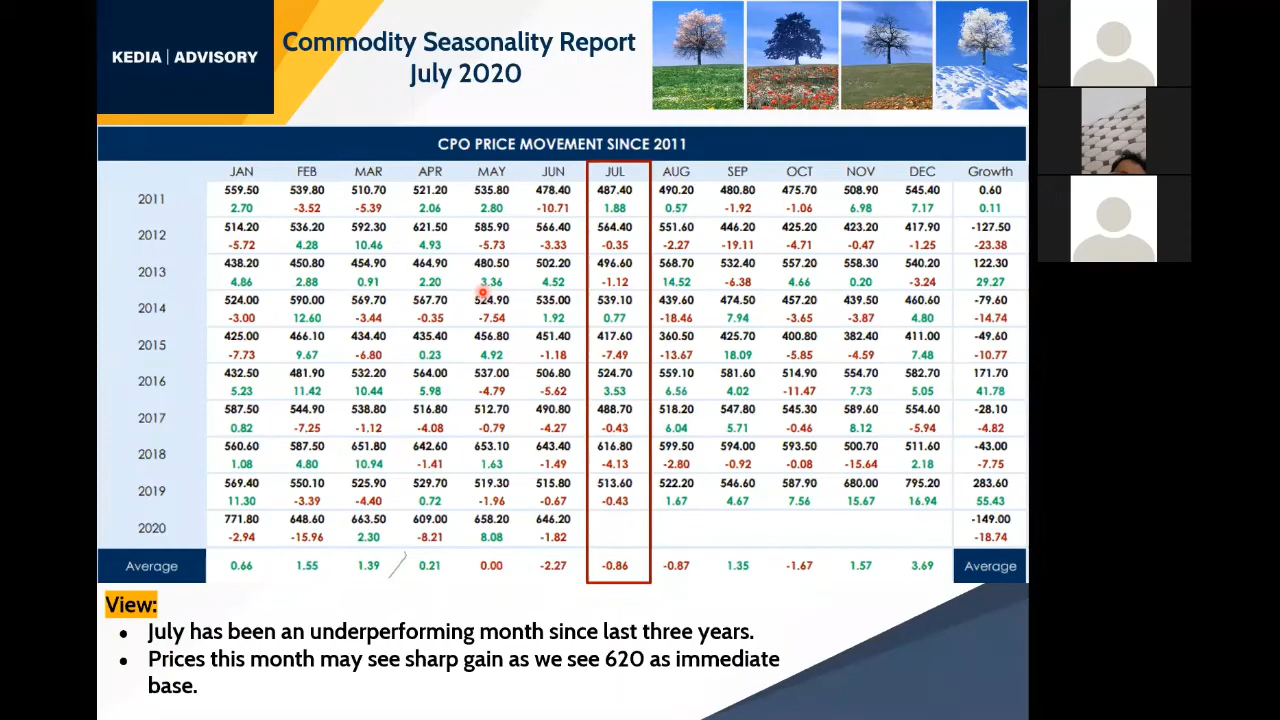 KEDIA | ADVISORY
Commodity Seasonality Report
July 2020
CPO PRICE MOVEMENT SINCE 2011
JAN FEB MAR APR MAY JUN JUL AUG SEP OCT NOV DEC Growth
2011 559.50 539.80 510.70 521.20 535.80 478.40 487.40 490.20 480.80 475.70 508.90 545.40 0.60
2.70 -3.52 -5.39 2.06 2.80 -10.71 1.88 0.57 -1.92 -1.06 6.98 7.17 0.11
2012 514.20 536.20 592.30 621.50 585.90 566.40 564.40 551.60 446.20 425.20 423.20 417.90 -127.50
-5.72 4.28 10.46 4.93 -5.73 -3.33 -0.35 -2.27 -19.11 -4.71 -0.47 -1.25 -23.38
2013 438.20 450.80 454.90 464.90 480.50 502.20 496.60 568.70 532.40 557.20 558.30 540.20 122.30
4.86 2.88 0.91 2.20 3.36 4.52 -1.12 14.52 -6.38 4.66 0.20 -3.24 29.27
2014 524.00 590.00 569.70 567.70 524.90 535.00 539.10 439.60 474.50 457.20 439.50 460.60 -79.60
-3.00 12.60 -3.44 -0.35 -7.54 1.92 0.77 -18.46 7.94 -3.65 -3.87 4.80 -14.74
2015 425.00 466.10 434.40 435.40 456.80 451.40 417.60 360.50 425.70 400.80 382.40 411.00 -49.60
-7.73 9.67 -6.80 0.23 4.92 -1.18 -7.49 -13.67 18.09 -5.85 -4.59 7.48 -10.77
2016 432.50 481.90 532.20 564.00 537.00 506.80 524.70 559.10 581.60 514.90 554.70 582.70 171.70
5.23 11.42 10.44 5.98 -4.79 -5.62 3.53 6.56 4.02 -11.47 7.73 5.05 41.78
2017 587.50 544.90 538.80 516.80 512.70 490.80 488.70 518.20 547.80 545.30 589.60 554.60 -28.10
0.82 -7.25 -1.12 -4.08 -0.79 -4.27 -0.43 6.04 5.71 -0.46 8.12 -5.94 -4.82
2018 560.60 587.50 651.80 642.60 653.10 643.40 616.80 599.50 594.00 593.50 500.70 511.60 -43.00
1.08 4.80 10.94 -1.41 1.63 -1.49 -4.13 -2.80 -0.92 -0.08 -15.64 2.18 -7.75
2019 569.40 550.10 525.90 529.70 519.30 515.80 513.60 522.20 546.60 587.90 680.00 795.20 283.60
11.30 -3.39 -4.40 0.72 -1.96 -0.67 -0.43 1.67 4.67 7.56 15.67 16.94 55.43
2020 771.80 648.60 663.50 609.00 658.20 646.20 -149.00
-2.94 -15.96 2.30 -8.21 8.08 -1.82 -18.74
Average 0.66 1.55 1.39 0.21 0.00 -2.27 -0.86 -0.87 1.35 -1.67 1.57 3.69 Average
View:
• July has been an underperforming month since last three years.
• Prices this month may see sharp gain as we see 620 as immediate
base.